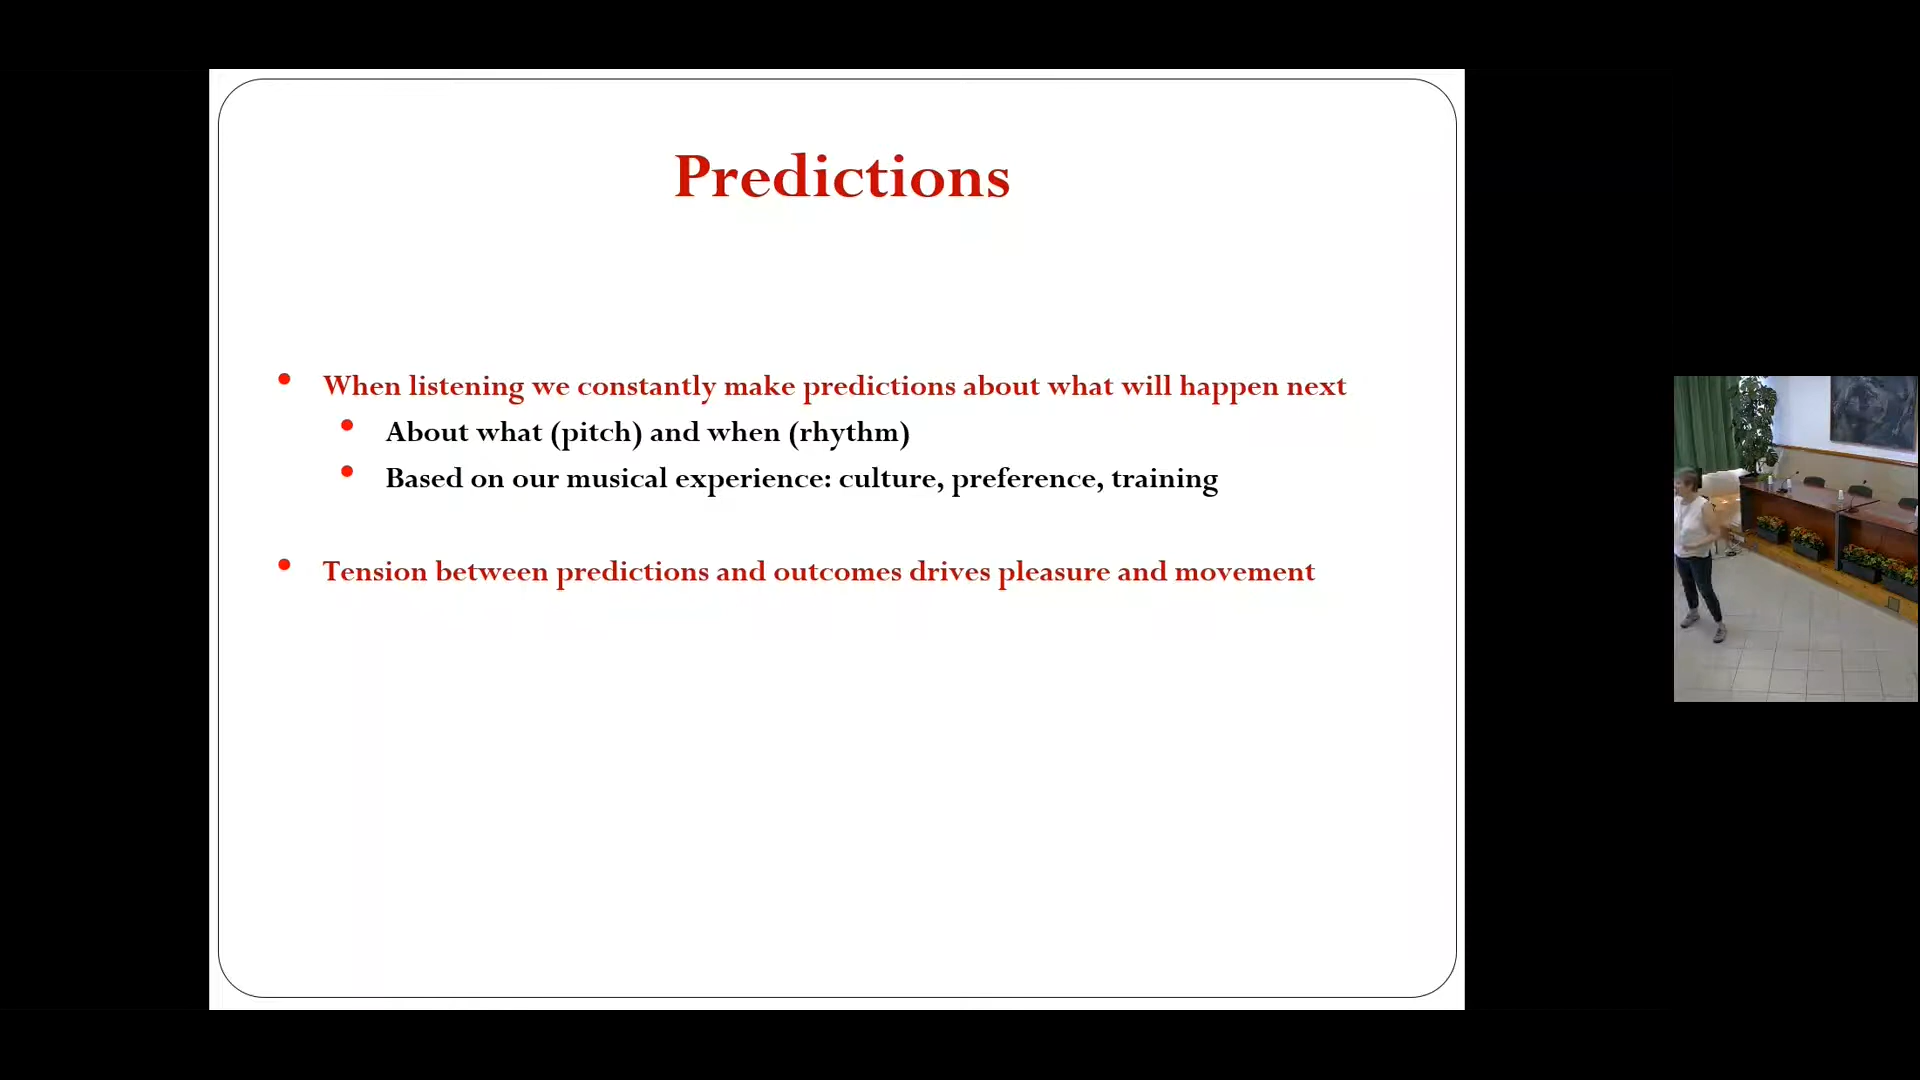 Predictions
• When listening we constantly make predictions about what will happen next
• About what (pitch) and when (rhythm)
• Based on our musical experience: culture, preference, training
• Tension between predictions and outcomes drives pleasure and movement